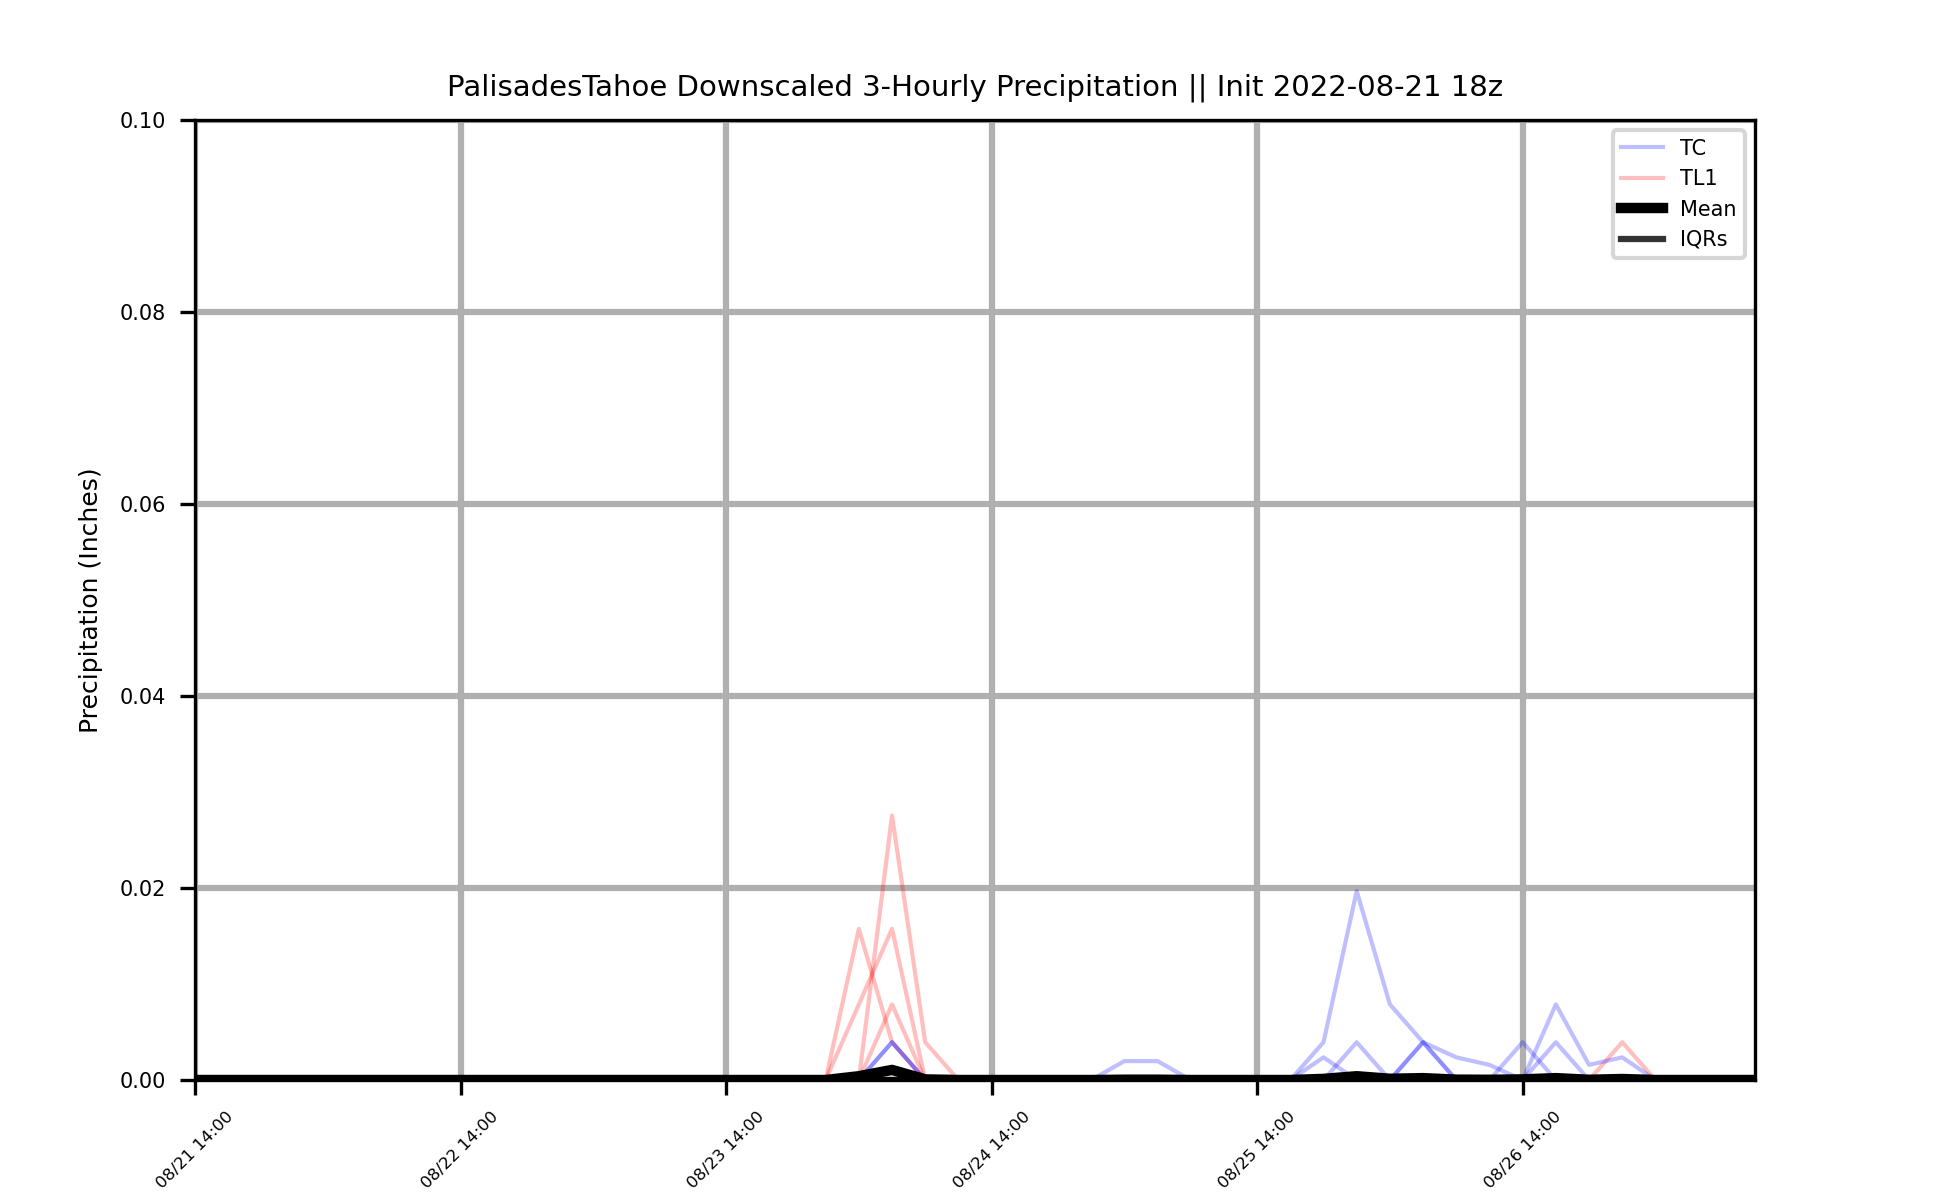 PalisadesTahoe Downscaled 3-Hourly Precipitation || Init 2022-08-21 18z
TC
TL1
Mean
IQRs
Precipitation (Inches)
0.10
0.08
0.06
0.04
0.02
0.00
08/21 14:00
08/22 14:00
08/23 14:00
08/24 14:00
08/25 14:00
08/26 14:00